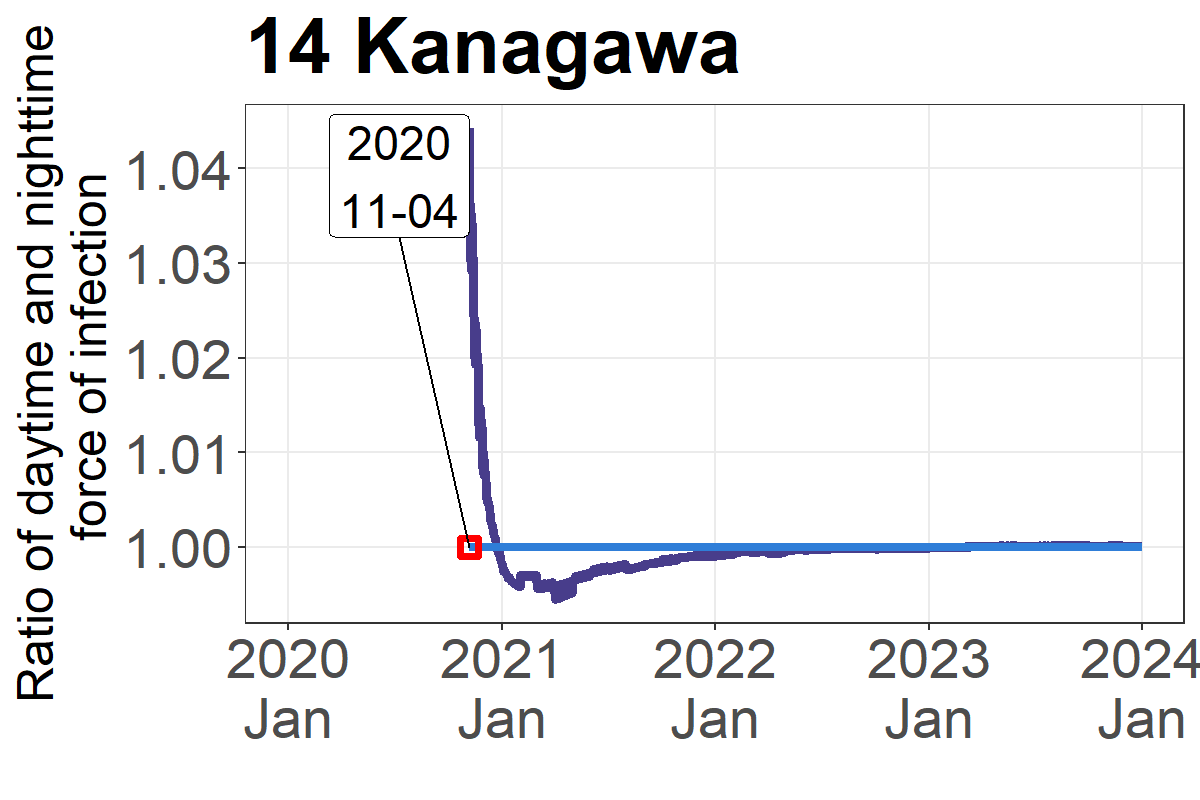 14 Kanagawa
Ratio of daytime and nighttime
force of infection
1.04
1.03
1.02
1.01
1.00
2020
11-04
2020
Jan
2021
Jan
2022
Jan
2023
Jan
2024
Jan